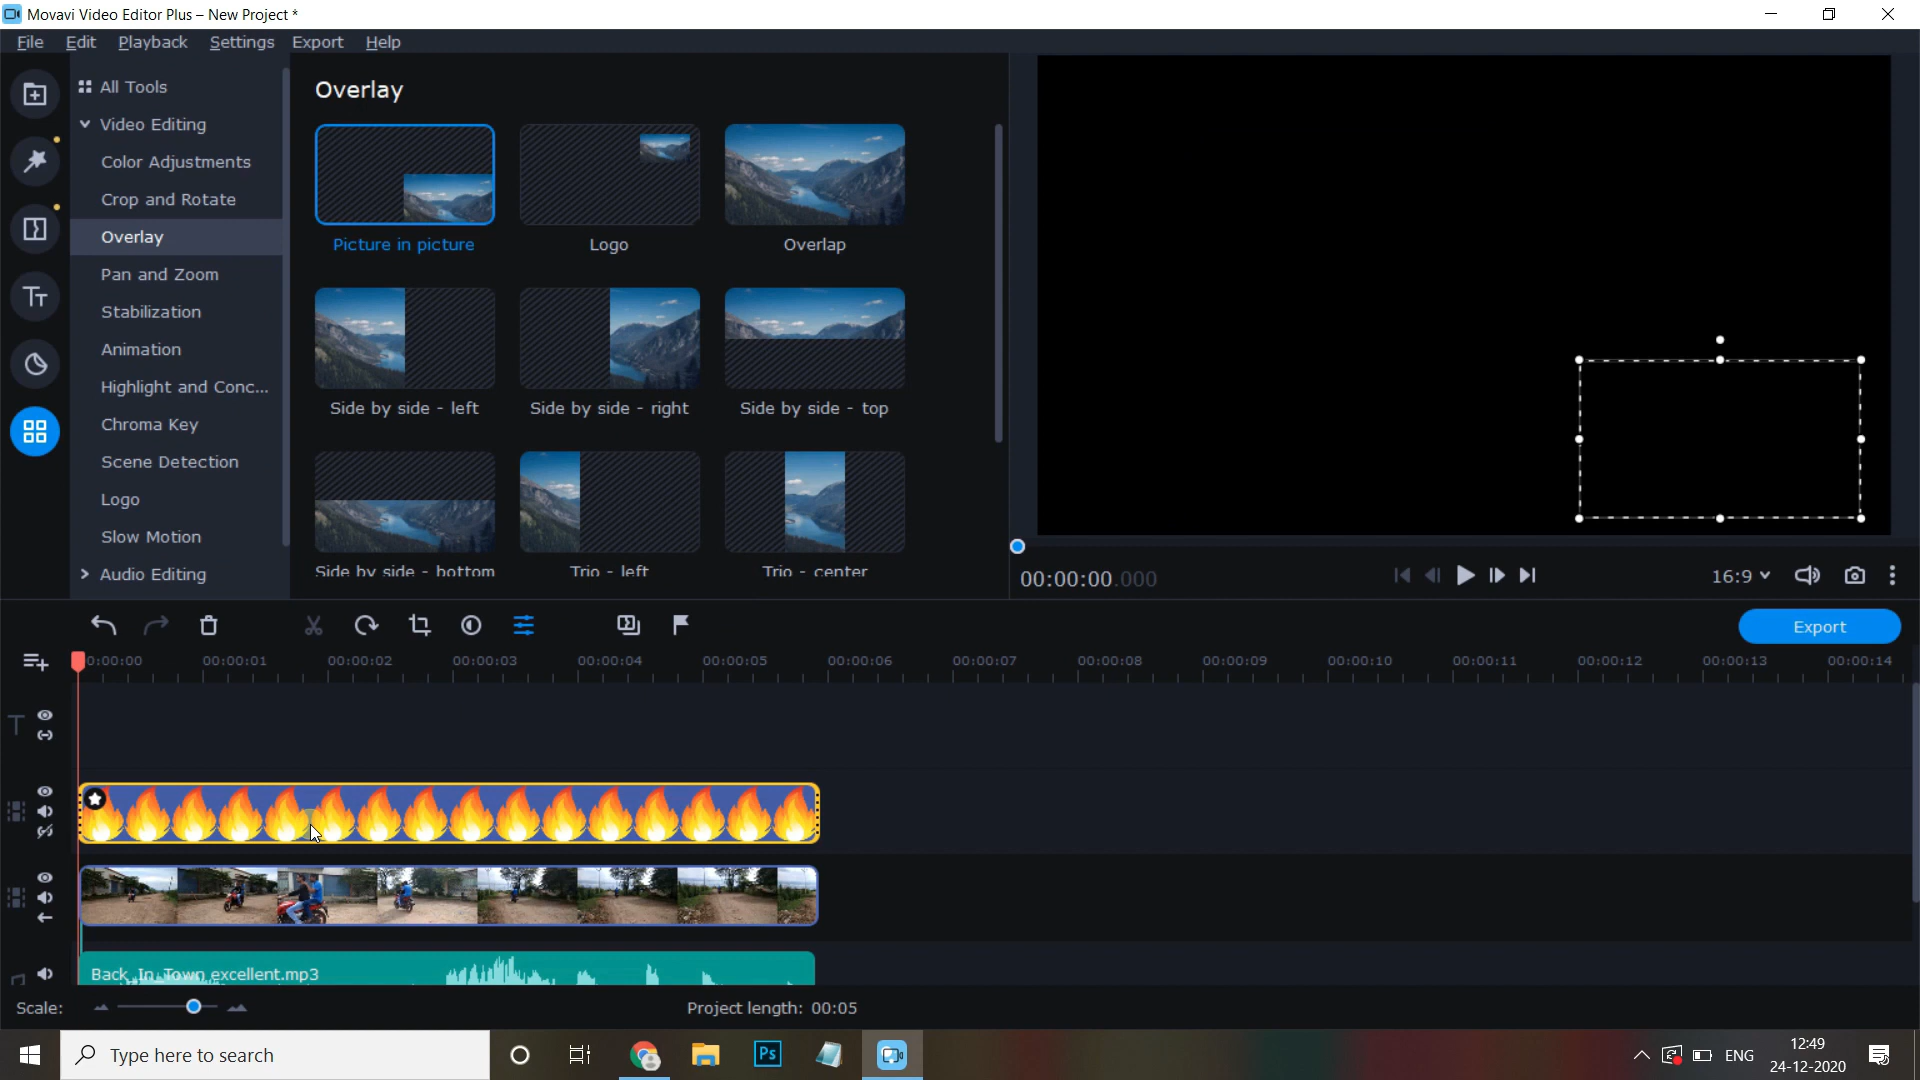 Movavi Video Editor Plus – New Project *
File Edit Playback Settings Export Help
All Tools
Video Editing
Color Adjustments
Crop and Rotate
Overlay
Pan and Zoom
Stabilization
Animation
Highlight and Conc...
Chroma Key
Scene Detection
Logo
Slow Motion
Audio Editing
Overlay
Picture in picture
Logo
Overlap
Side by side - left
Side by side - right
Side by side - top
Side by side - bottom
Trio - left
Trio - center
00:00:00.000
16:9
Export
0:00:00 00:00:01 00:00:02 00:00:03 00:00:04 00:00:05 00:00:06 00:00:07 00:00:08 00:00:09 00:00:10 00:00:11 00:00:12 00:00:13 00:00:14
Back_In_Town excellent.mp3
Scale:
Project length: 00:05
Type here to search
Ps
ENG
12:49
24-12-2020